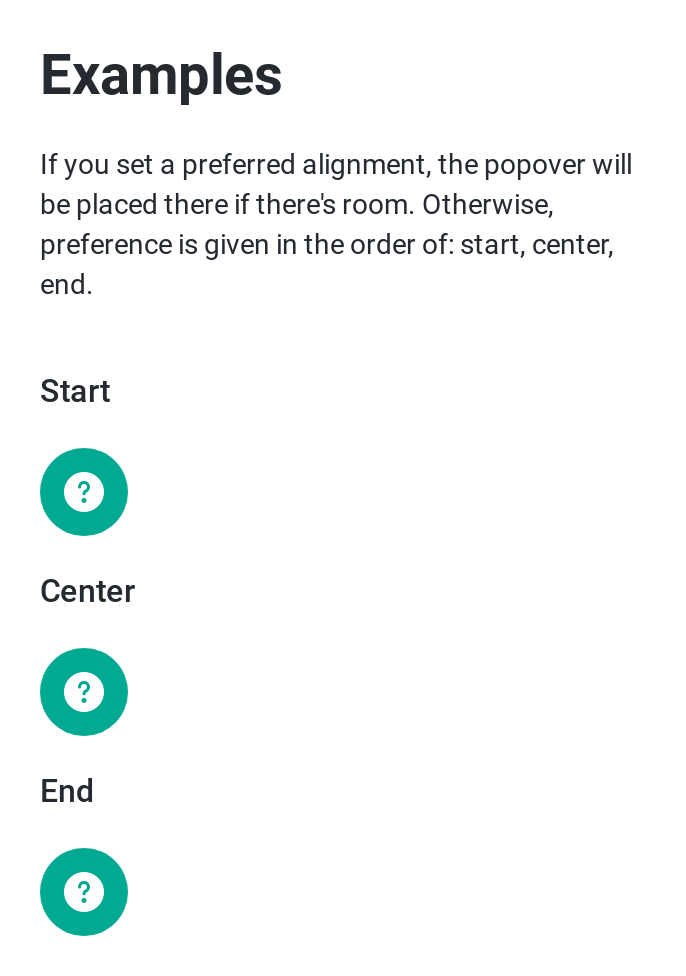 Examples
If you set a preferred alignment, the popover will
be placed there if there's room. Otherwise,
preference is given in the order of: start, center,
end.
Start
?
Center
?
End
?